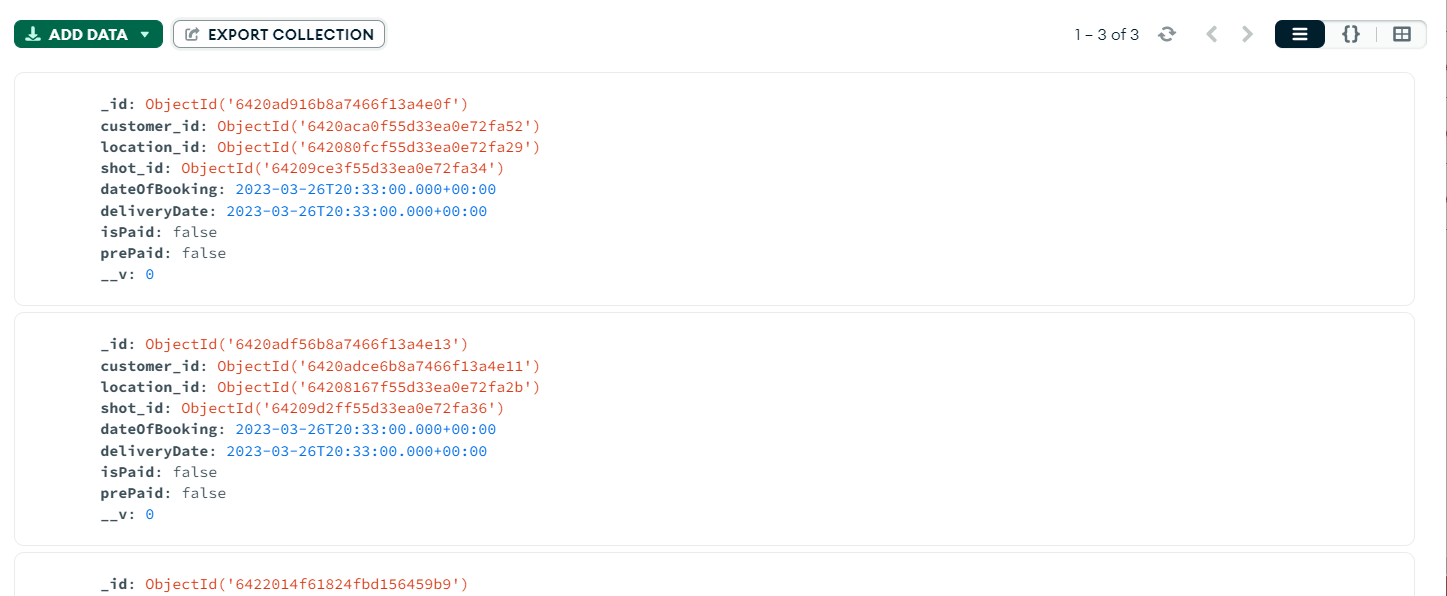 ADD DATA EXPORT COLLECTION 1 – 3 of 3 {}
_id: ObjectId('6420ad916b8a7466f13a4e0f')
customer_id: ObjectId('6420aca0f55d33ea0e72fa52')
location_id: ObjectId('642080fcf55d33ea0e72fa29')
shot_id: ObjectId('64209ce3f55d33ea0e72fa34')
dateOfBooking: 2023-03-26T20:33:00.000+00:00
deliveryDate: 2023-03-26T20:33:00.000+00:00
isPaid: false
prePaid: false
__v: 0
_id: ObjectId('6420adf56b8a7466f13a4e13')
customer_id: ObjectId('6420adce6b8a7466f13a4e11')
location_id: ObjectId('64208167f55d33ea0e72fa2b')
shot_id: ObjectId('64209d2ff55d33ea0e72fa36')
dateOfBooking: 2023-03-26T20:33:00.000+00:00
deliveryDate: 2023-03-26T20:33:00.000+00:00
isPaid: false
prePaid: false
__v: 0
_id: ObjectId('6422014f61824fbd156459b9')